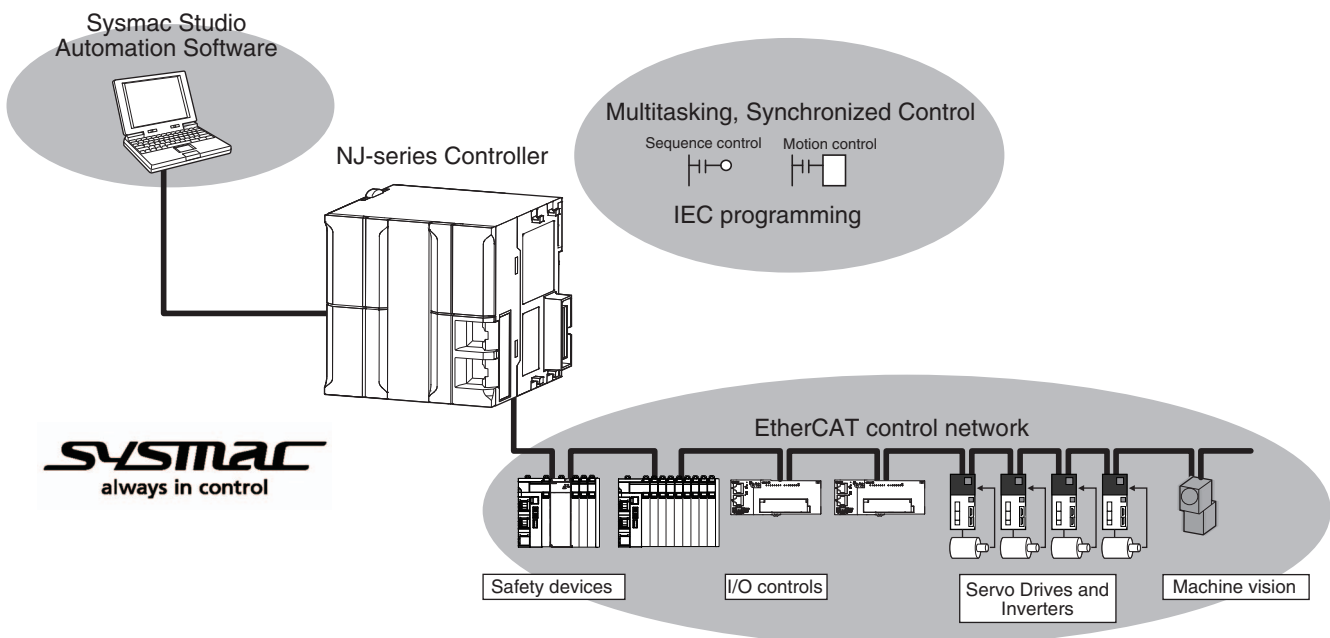 Sysmac Studio
Automation Software
NJ-series Controller
Multitasking, Synchronized Control
Sequence control
Motion control
IEC programming
sysmac
always in control
EtherCAT control network
Safety devices
I/O controls
Servo Drives and
Inverters
Machine vision